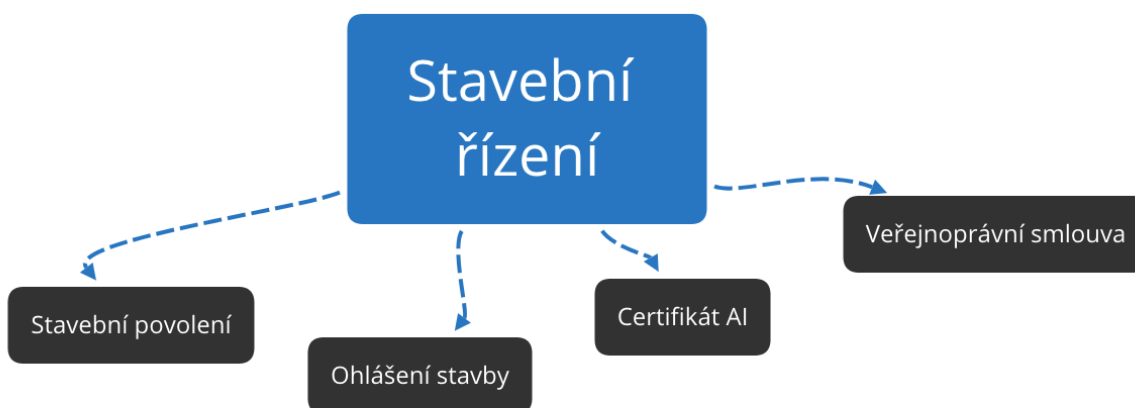 Stavební
řízení
Veřejnoprávní smlouva
Stavební povolení
Certifikát AI
Ohlášení stavby